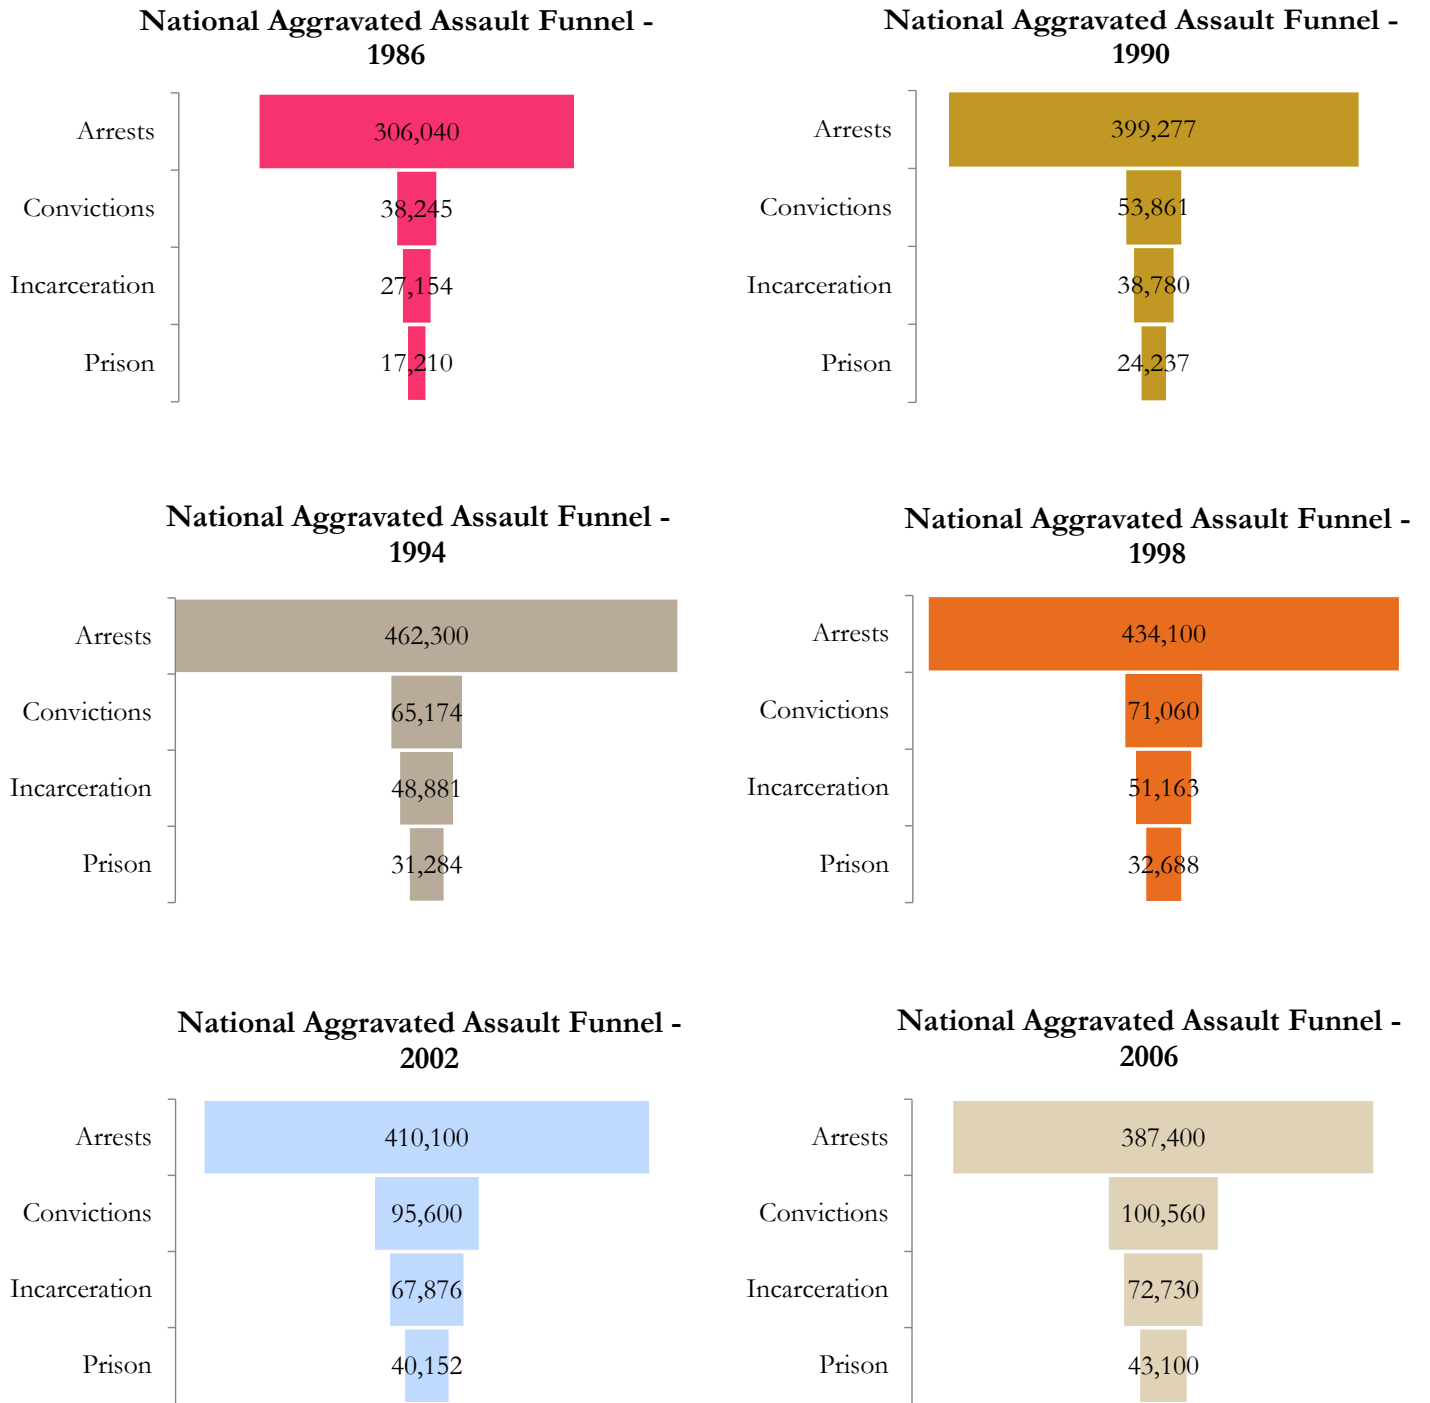 National Aggravated Assault Funnel -
1986
Arrests
306,040
Convictions
38,245
Incarceration
27,154
Prison
17,210
National Aggravated Assault Funnel -
1990
Arrests
399,277
Convictions
53,861
Incarceration
38,780
Prison
24,237
National Aggravated Assault Funnel -
1994
Arrests
462,300
Convictions
65,174
Incarceration
48,881
Prison
31,284
National Aggravated Assault Funnel -
1998
Arrests
434,100
Convictions
71,060
Incarceration
51,163
Prison
32,688
National Aggravated Assault Funnel -
2002
Arrests
410,100
Convictions
95,600
Incarceration
67,876
Prison
40,152
National Aggravated Assault Funnel -
2006
Arrests
387,400
Convictions
100,560
Incarceration
72,730
Prison
43,100